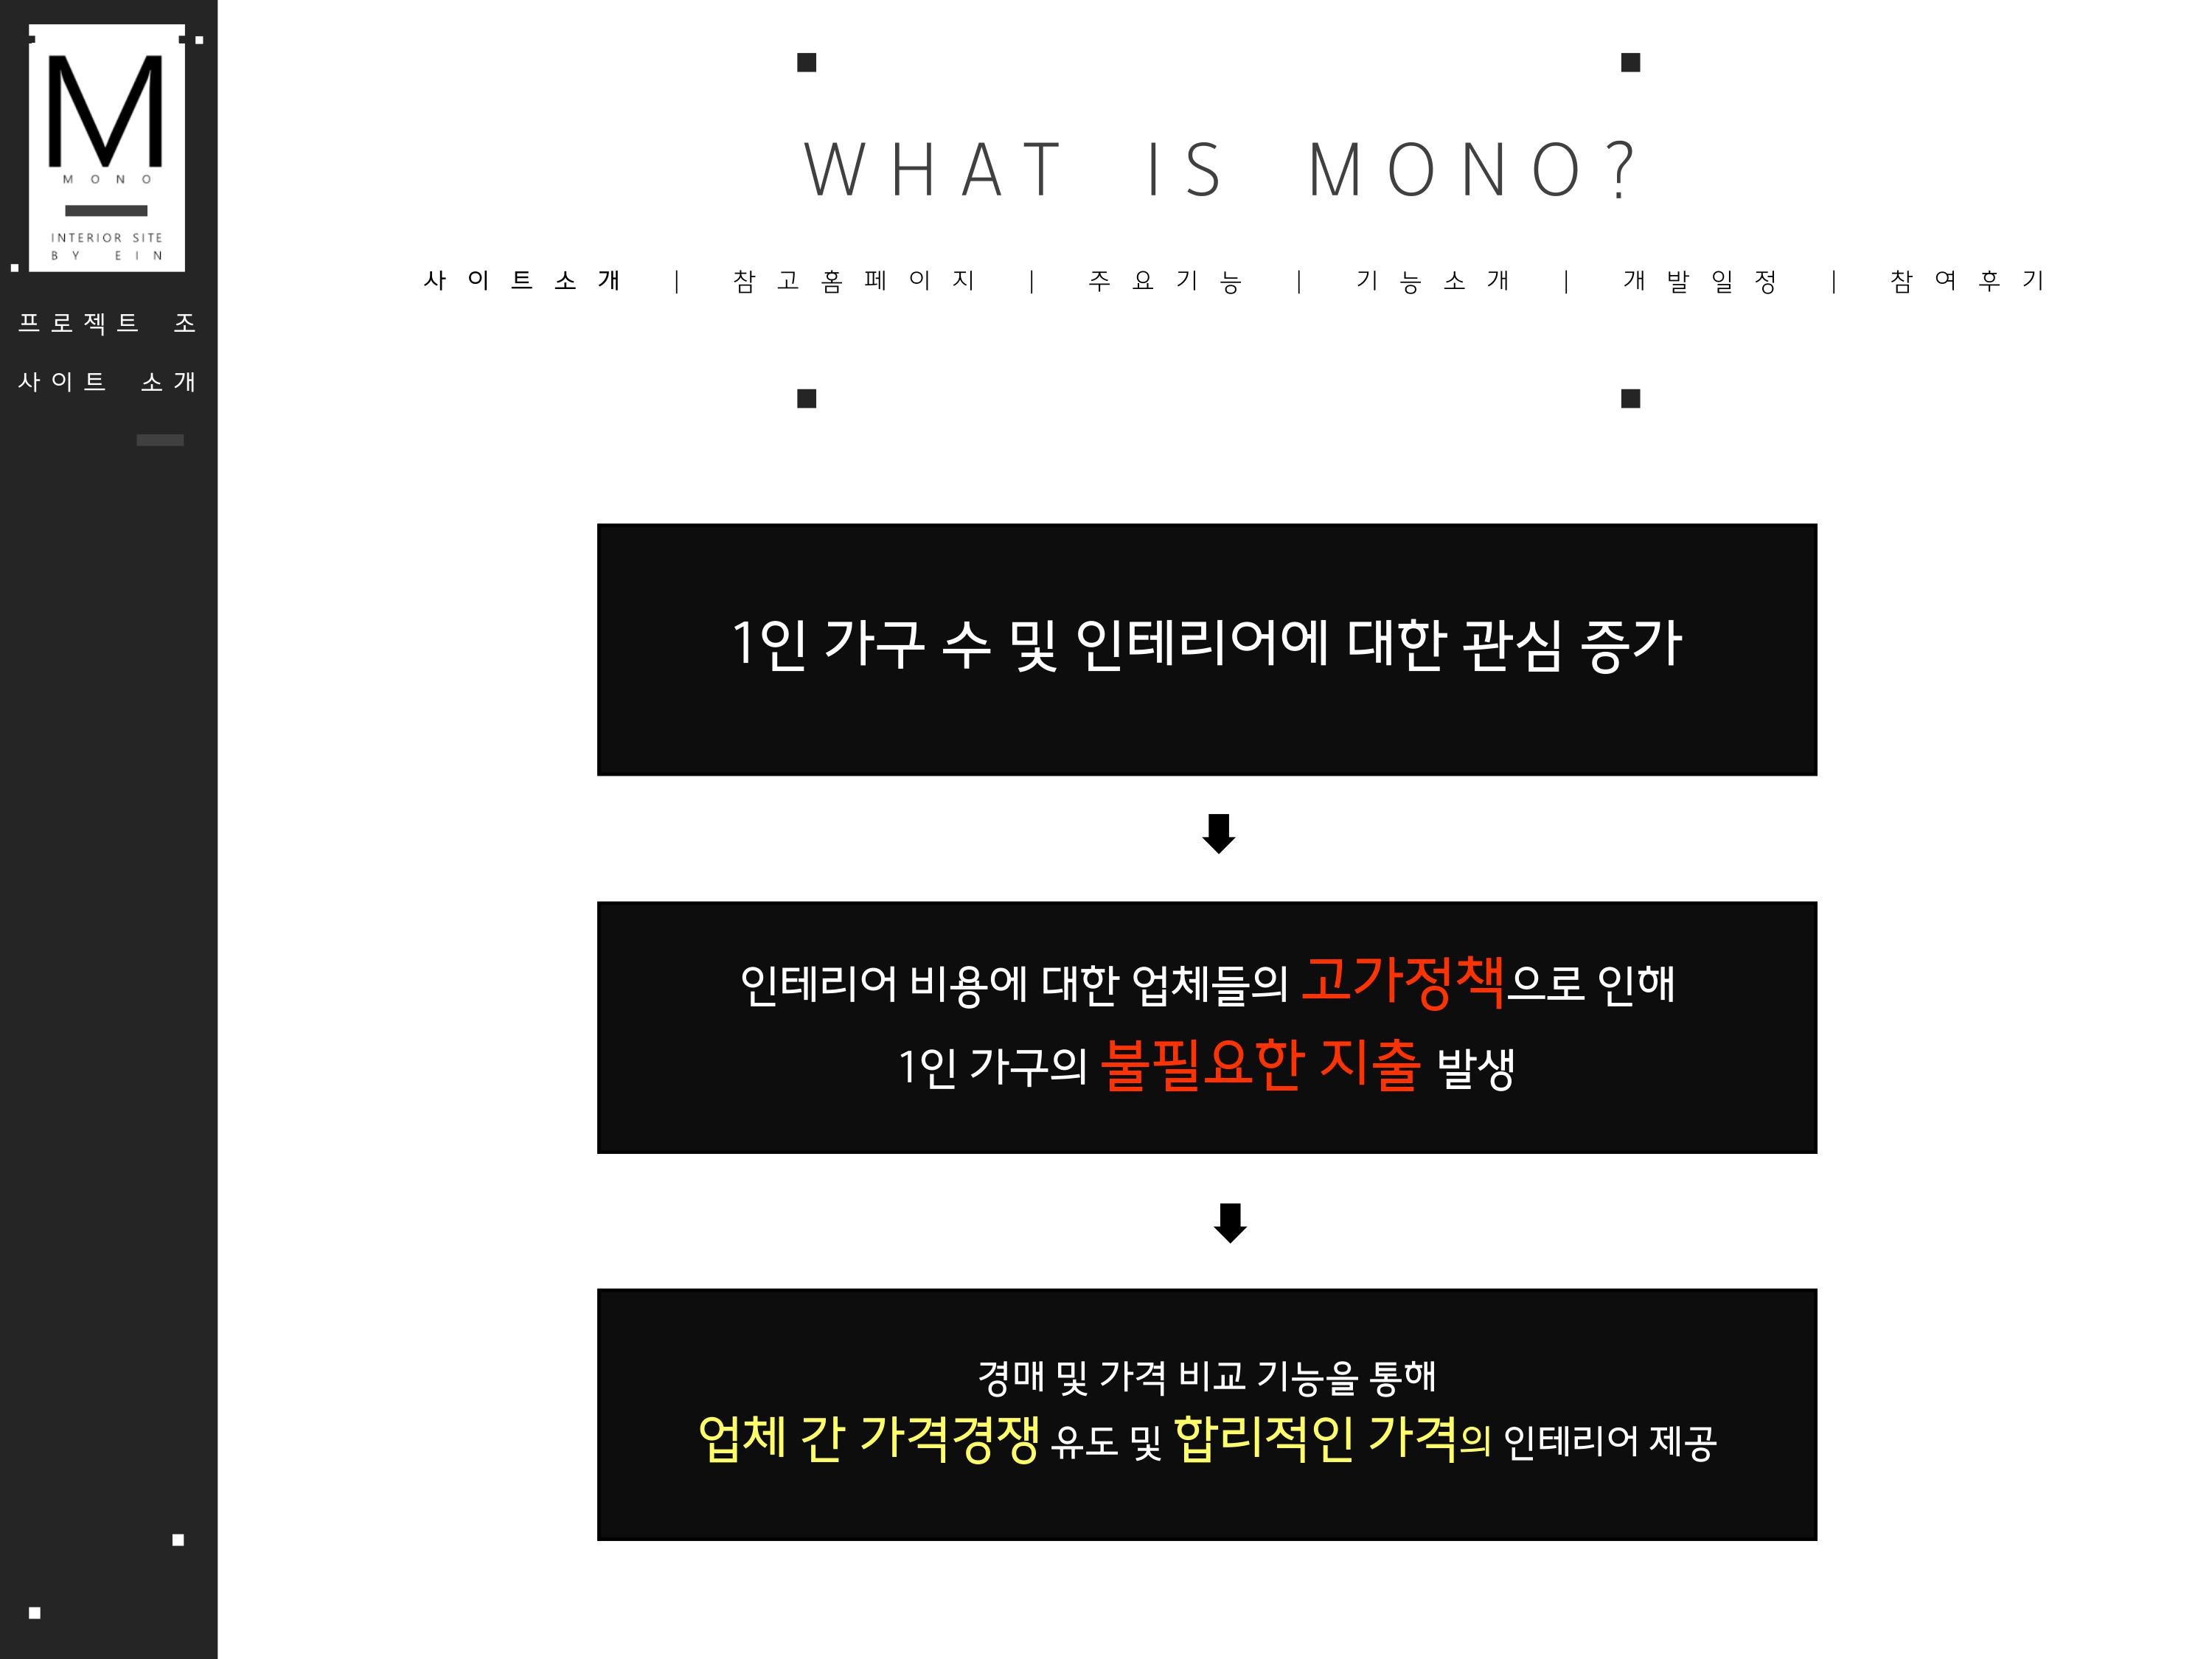 M
MONO
INTERIOR SITE
BY EIN
프로젝트 조
사이트 소개
WHAT IS MONO?
사이트소개 | 참고홈페이지 | 주요기능 | 기능소개 | 개발일정 | 참여후기
1인 가구 수 및 인테리어에 대한 관심 증가
인테리어 비용에 대한 업체들의 고가정책으로 인해
1인 가구의 불필요한 지출 발생
경매 및 가격 비교 기능을 통해
업체 간 가격경쟁 유도 및 합리적인 가격의 인테리어 제공